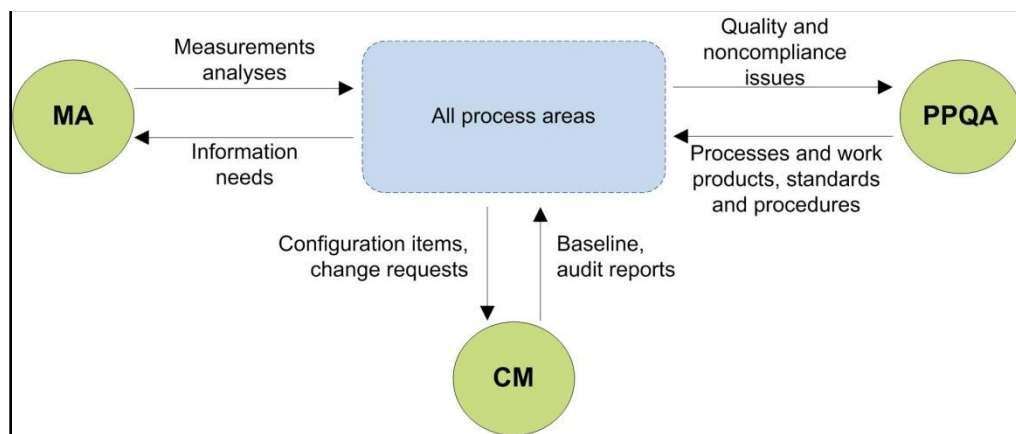 Measurements
analyses
MA
Information
needs
All process areas
Quality and
noncompliance
issues
PPQA
Processes and work
products, standards
and procedures
Configuration items,
change requests
Baseline,
audit reports
CM